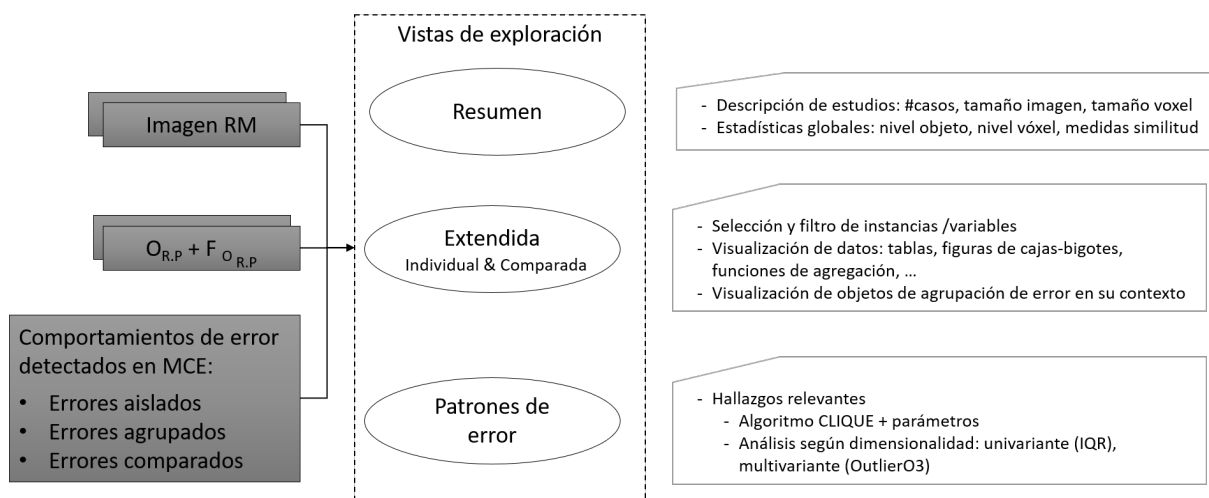 Vistas de exploración
Imagen RM
O R.P + F O R.P
Comportamientos de error
detectados en MCE:
• Errores aislados
• Errores agrupados
• Errores comparados
Resumen
Extendida
Individual & Comparada
Patrones de
error
- Descripción de estudios: #casos, tamaño imagen, tamaño voxel
- Estadísticas globales: nivel objeto, nivel vóxel, medidas similitud
- Selección y filtro de instancias /variables
- Visualización de datos: tablas, figuras de cajas-bigotes,
funciones de agregación, ...
- Visualización de objetos de agrupación de error en su contexto
- Hallazgos relevantes
- Algoritmo CLIQUE + parámetros
- Análisis según dimensionalidad: univariante (IQR),
multivariante (OutlierO3)